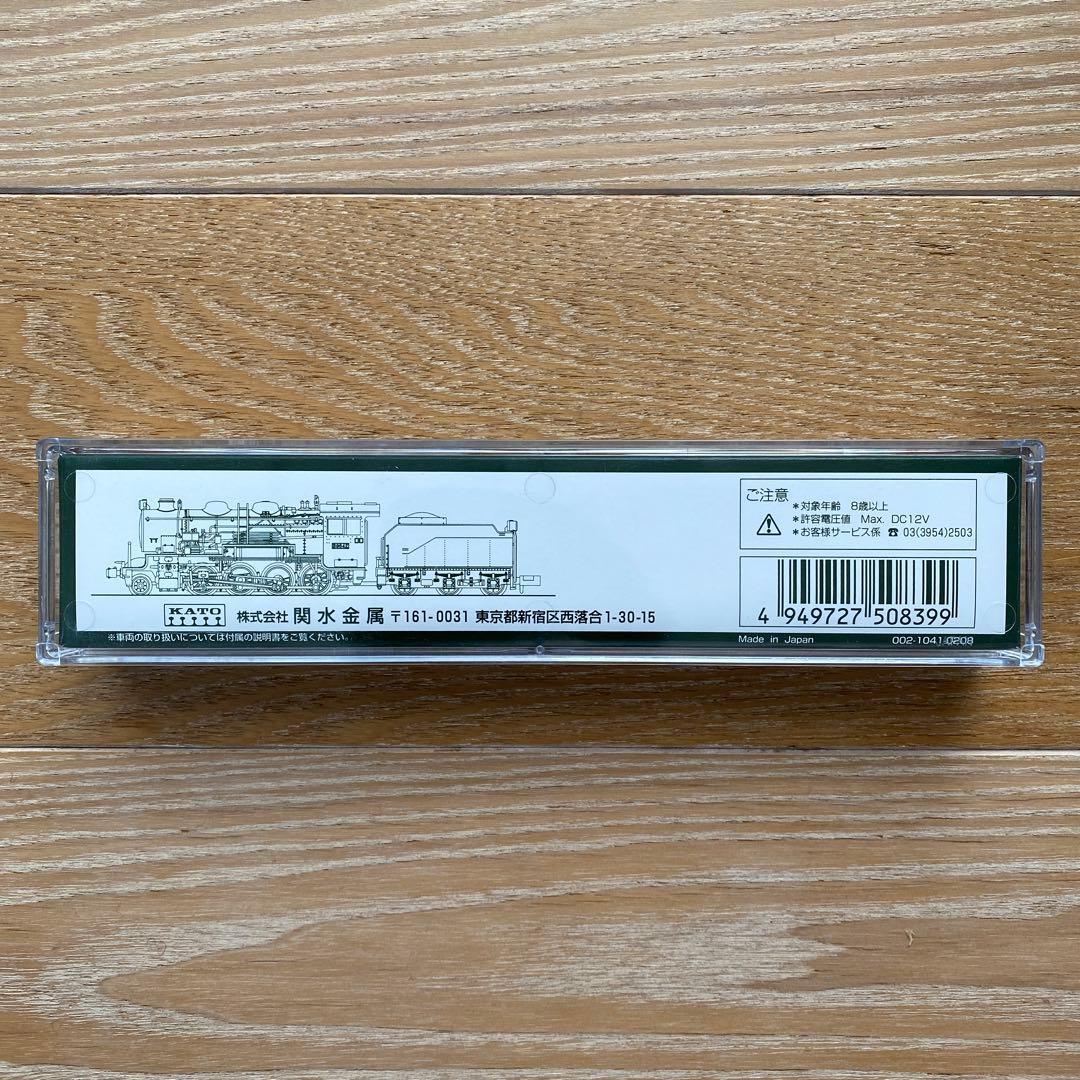 ご注意
*対象年齢 8歳以上
*許容電圧値 Max. DC12V
*お客様サービス係 ☎ 03(3954)2503
KATO 株式会社 関水金属 〒161-0031 東京都新宿区西落合1-30-15
4 949727 508399
※車両の取り扱いについては付属の説明書をご覧ください。
Made in Japan
002-1041-0208